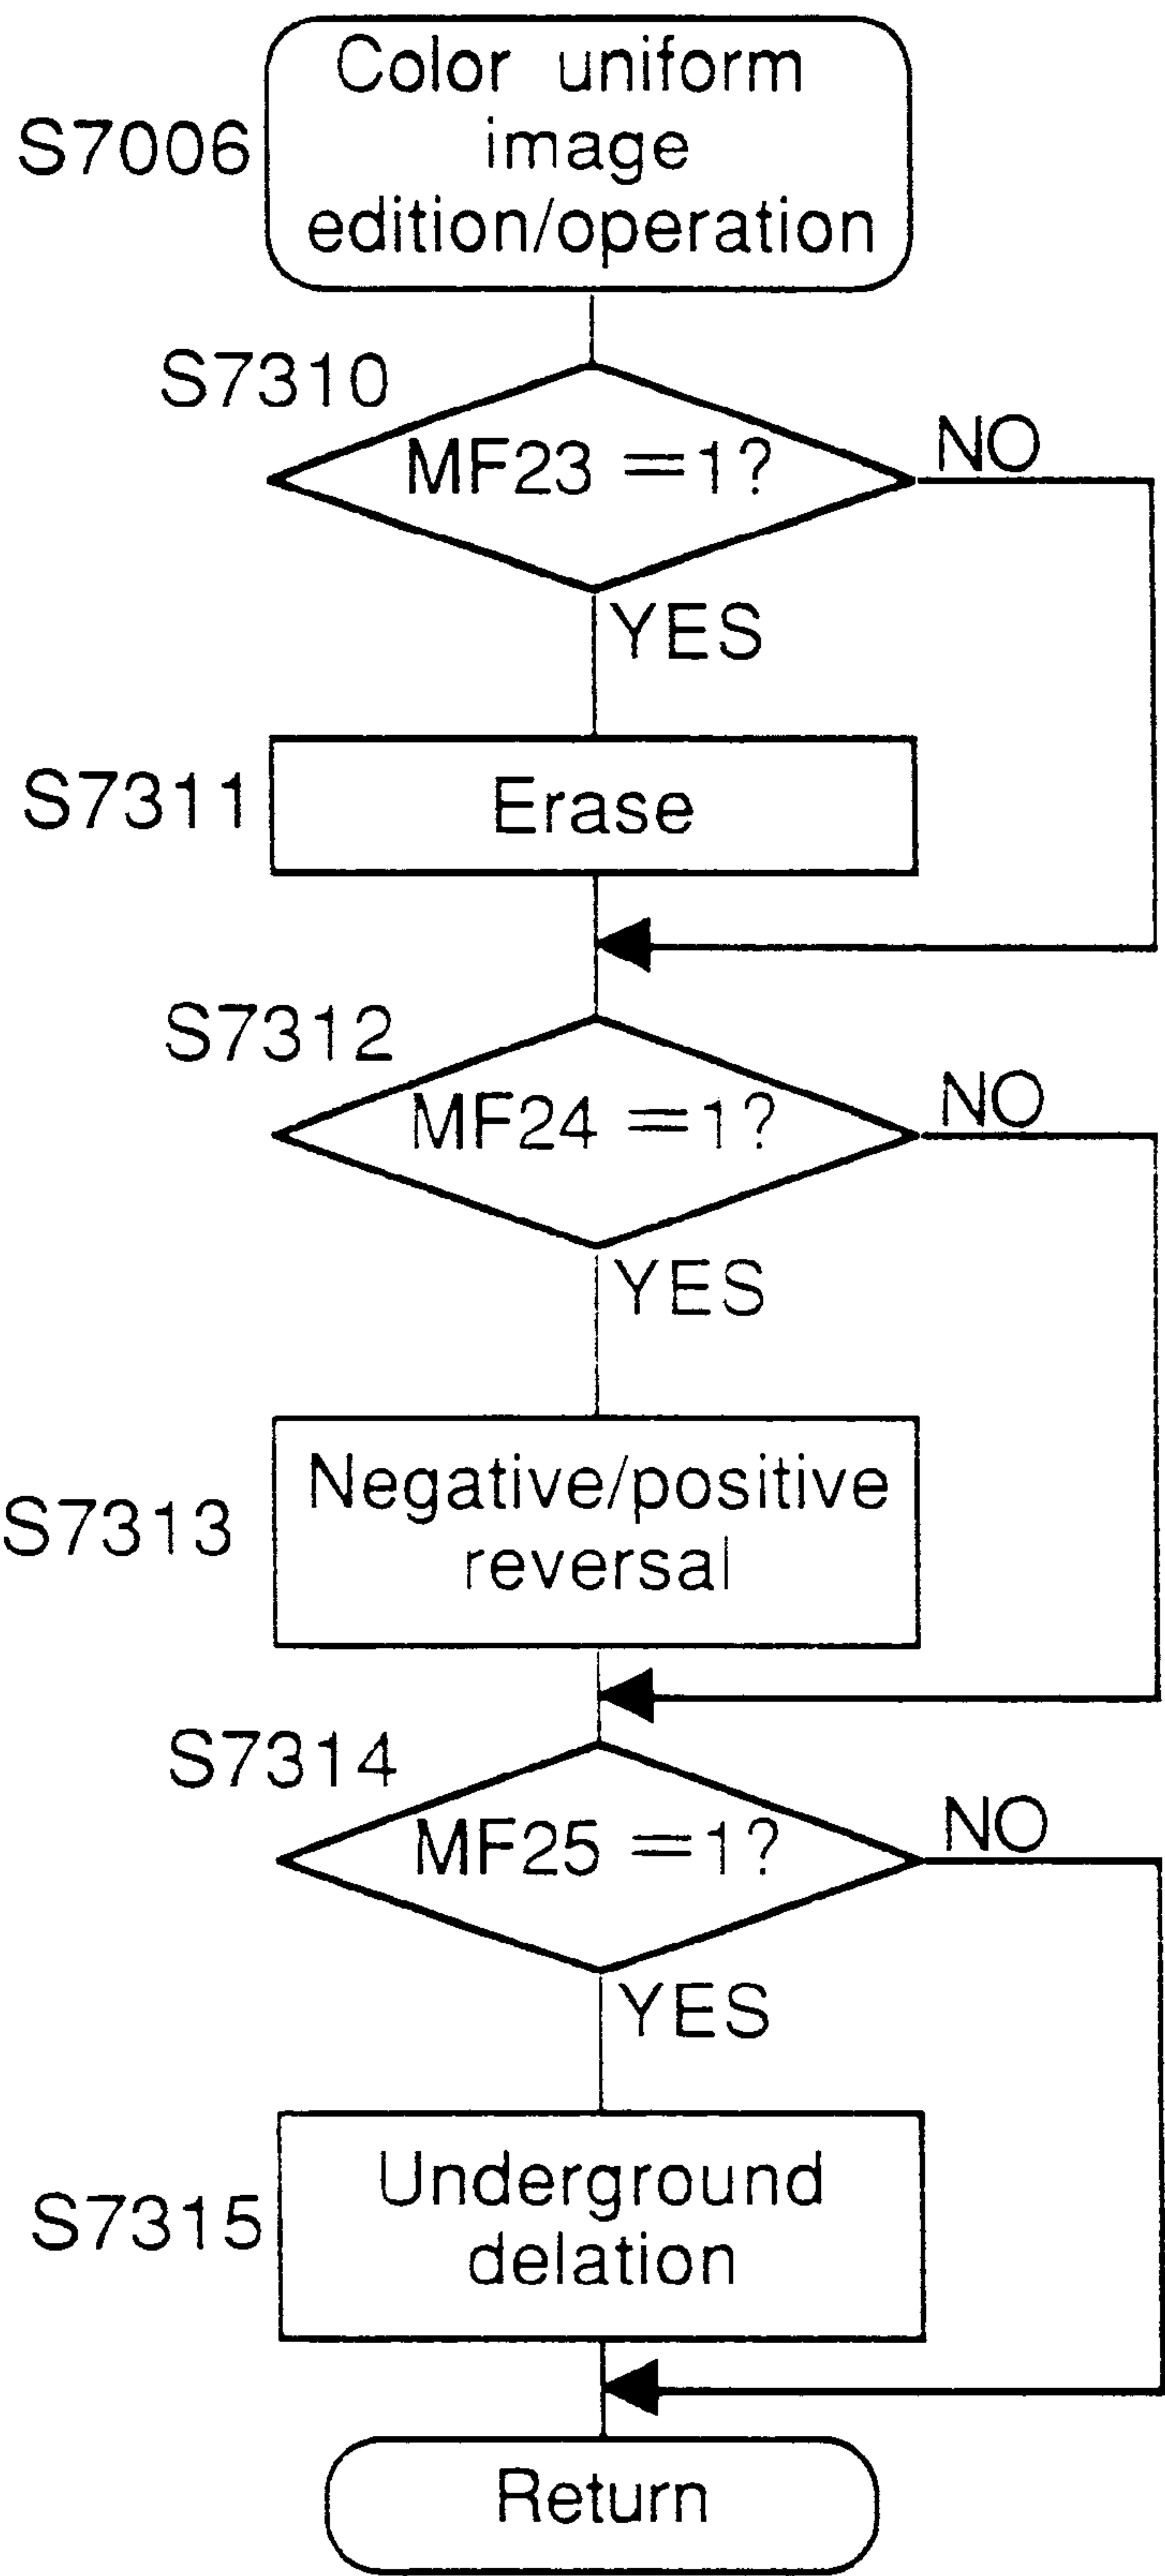 Color uniform
S7006
image
edition/operation
S7310
MF23 =1?
NO
YES
S7311
Erase
S7312
MF24 =1?
NO
YES
Negative/positive
S7313
reversal
S7314
MF25 =1?
NO
YES
Underground
S7315
delation
Return